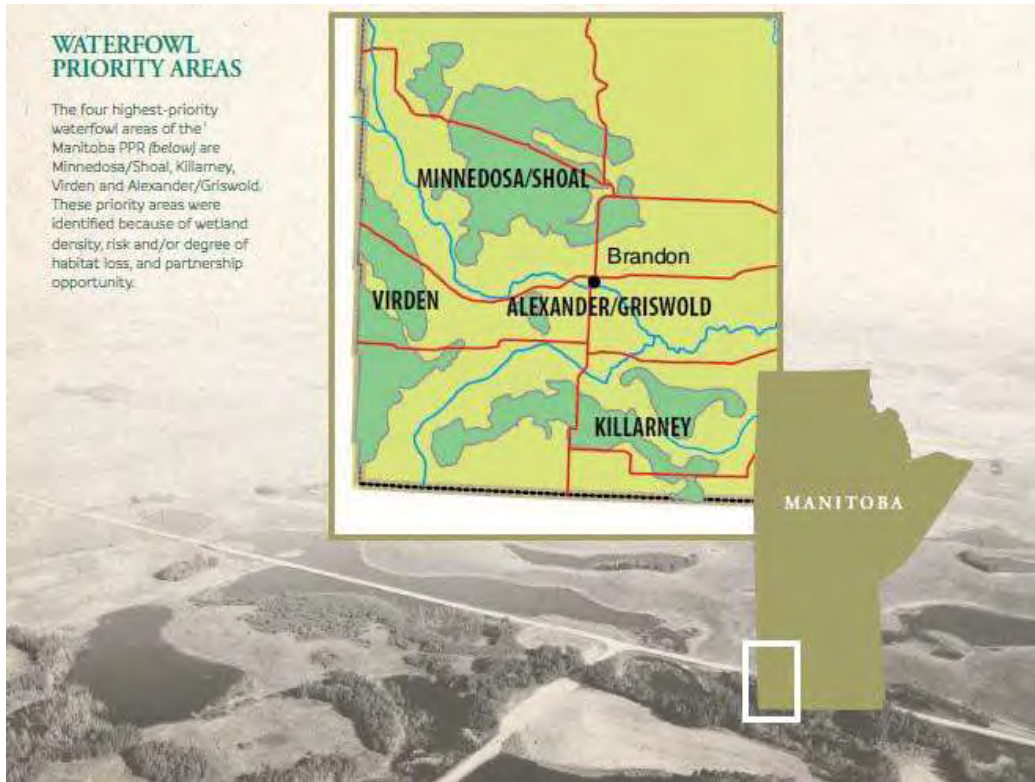 WATERFOWL
PRIORITY AREAS
The four highest-priority
waterfowl areas of the
Manitoba PPR (below) are
Minnedosa/Shoal, Killarney,
Virden and Alexander/Griswold.
These priority areas were
identified because of wetland
density, risk and/or degree of
habitat loss, and partnership
opportunity.
MINNEDOSA/SHOAL
Brandon
VIRDEN
ALEXANDER/GRISWOLD
KILLARNEY
MANITOBA